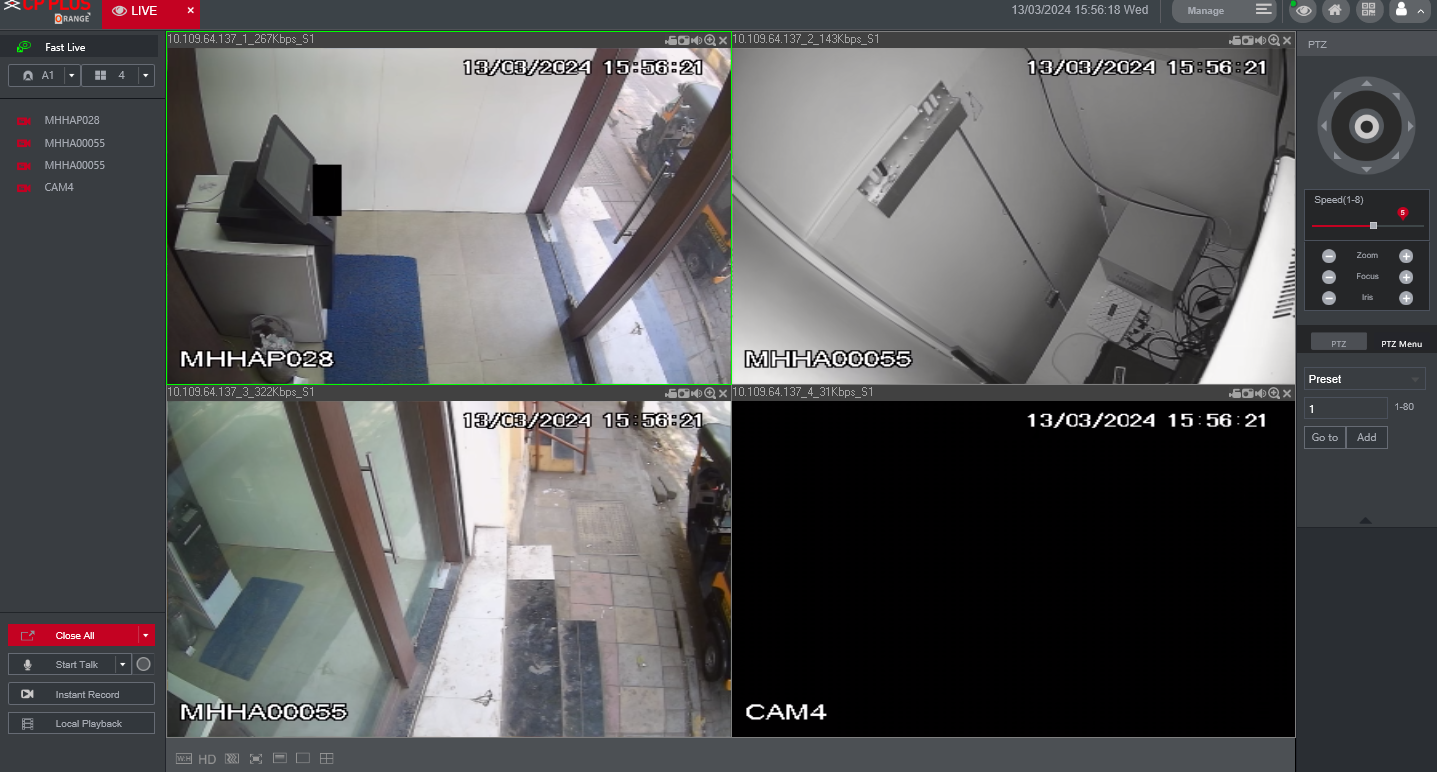 CP PLUS
ORANGE
LIVE
13/03/2024 15:56:18 Wed
Manage
Fast Live
A1
4
MHHAP028
MHHA00055
MHHA00055
CAM4
10.109.64.137_1_267Kbps_S1
13/03/2024 15:56:21
MHHAP028
10.109.64.137_2_143Kbps_S1
13/03/2024 15:56:21
MHHA00055
10.109.64.137_3_322Kbps_S1
13/03/2024 15:56:21
MHHA00055
10.109.64.137_4_31Kbps_S1
13/03/2024 15:56:21
CAM4
PTZ
Speed(1-8)
5
Zoom
Focus
Iris
PTZ
PTZ Menu
Preset
1
1-80
Go to
Add
Close All
Start Talk
Instant Record
Local Playback
W:H
HD